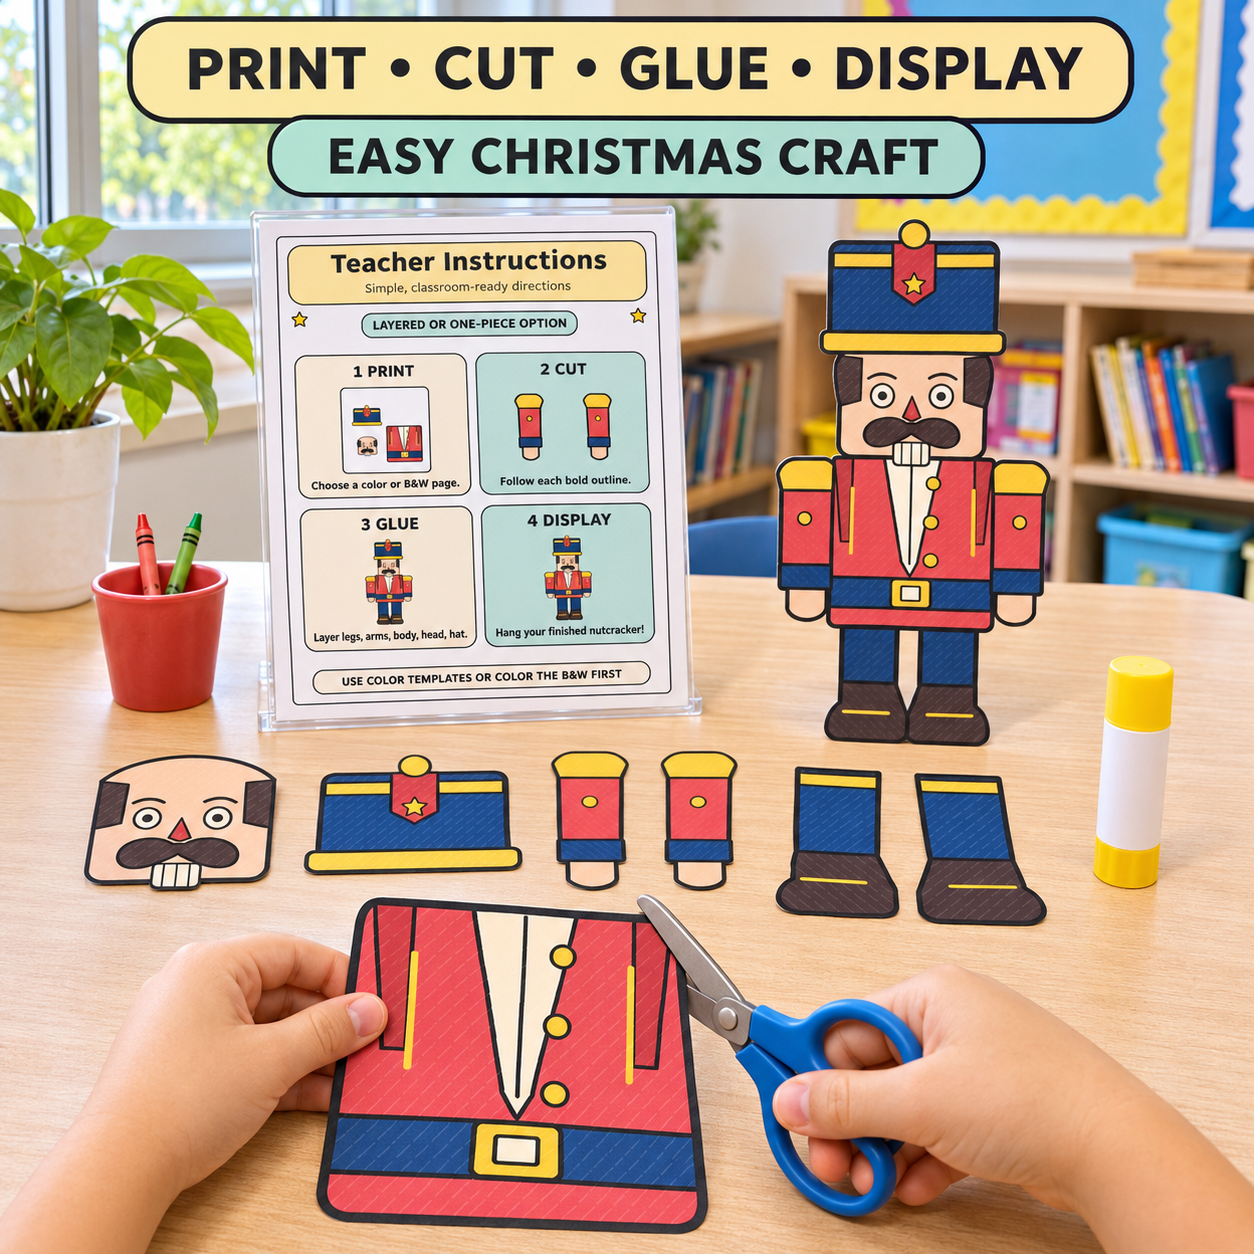 PRINT • CUT • GLUE • DISPLAY
EASY CHRISTMAS CRAFT
Teacher Instructions
Simple, classroom-ready directions
LAYERED OR ONE-PIECE OPTION
1 PRINT
Choose a color or B&W page.
2 CUT
Follow each bold outline.
3 GLUE
Layer legs, arms, body, head, hat.
4 DISPLAY
Hang your finished nutcracker!
USE COLOR TEMPLATES OR COLOR THE B&W FIRST